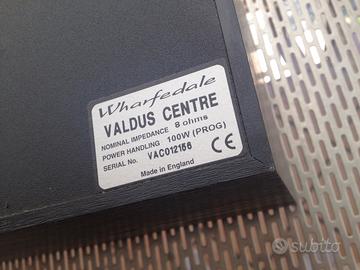 Wharfedale
VALDUS CENTRE
NOMINAL IMPEDANCE 8 ohms
POWER HANDLING 100W (PROG)
SERIAL No. VAC012156
Made in England CE
subito